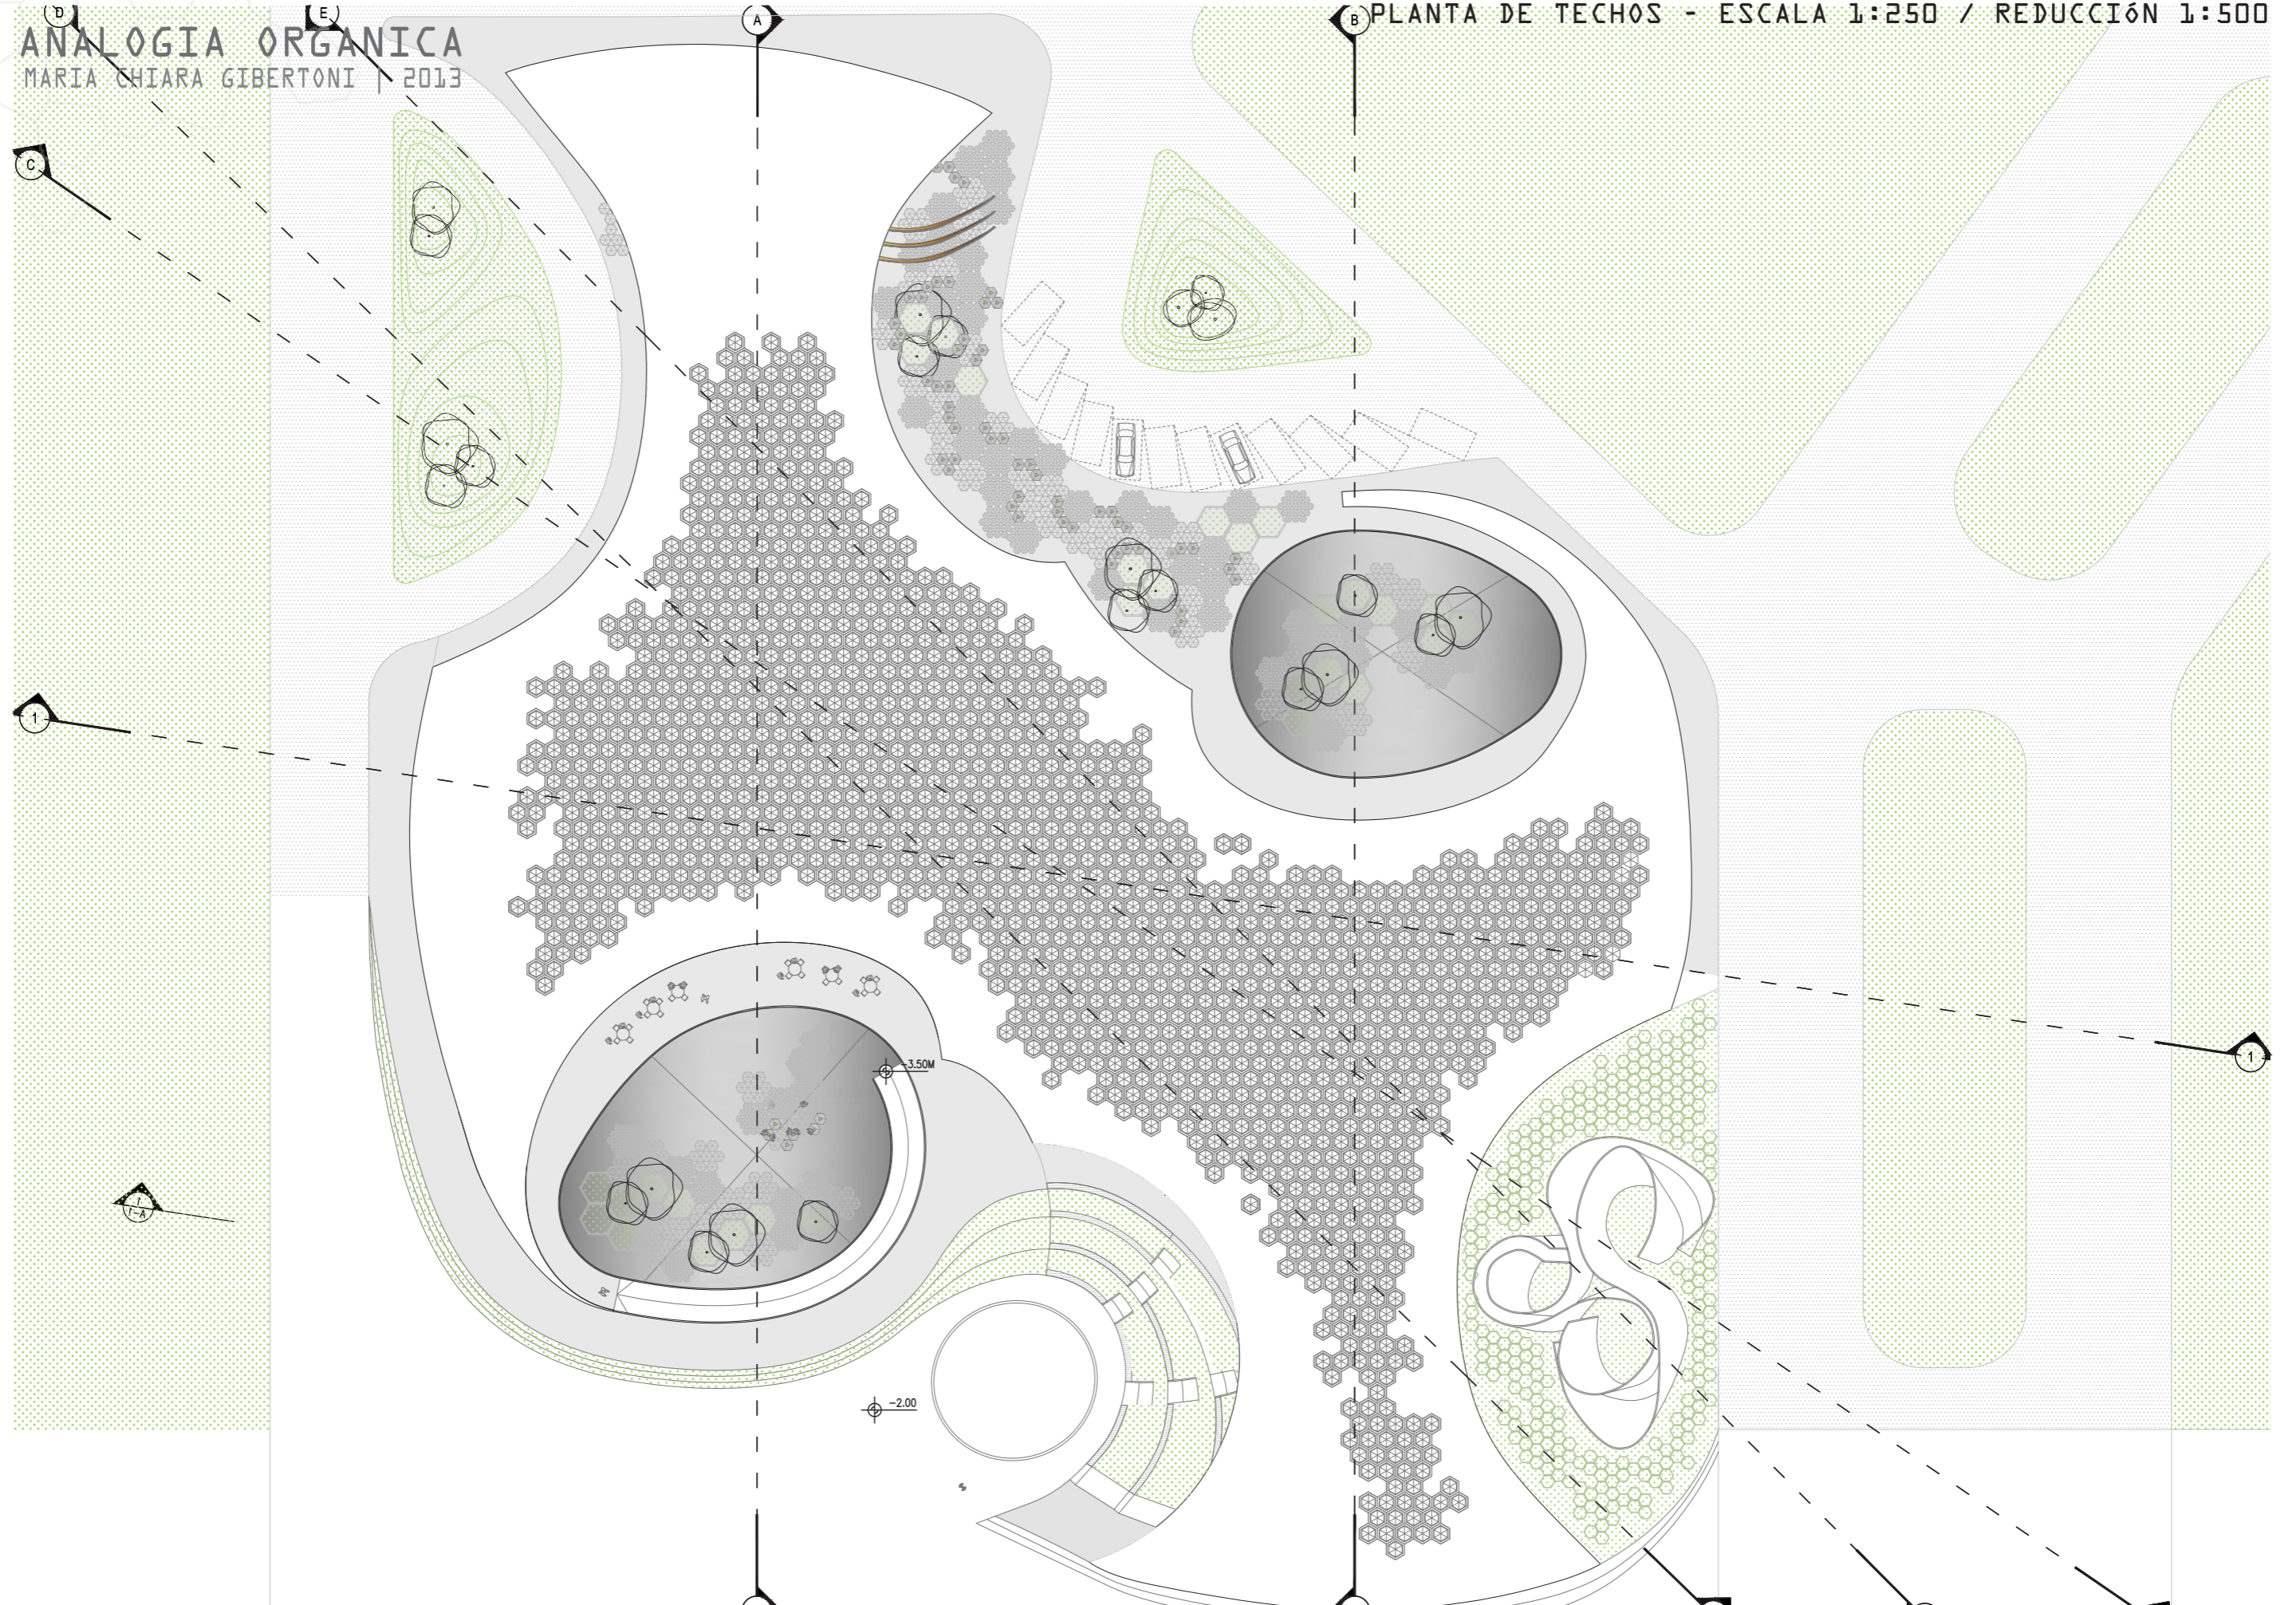 D
E
A
B
PLANTA DE TECHOS - ESCALA 1:250 / REDUCCIÓN 1:500
ANALOGIA ORGANICA
MARIA CHIARA GIBERTONI | 2013
C
1
1
-3.50M
1-A
-2.00